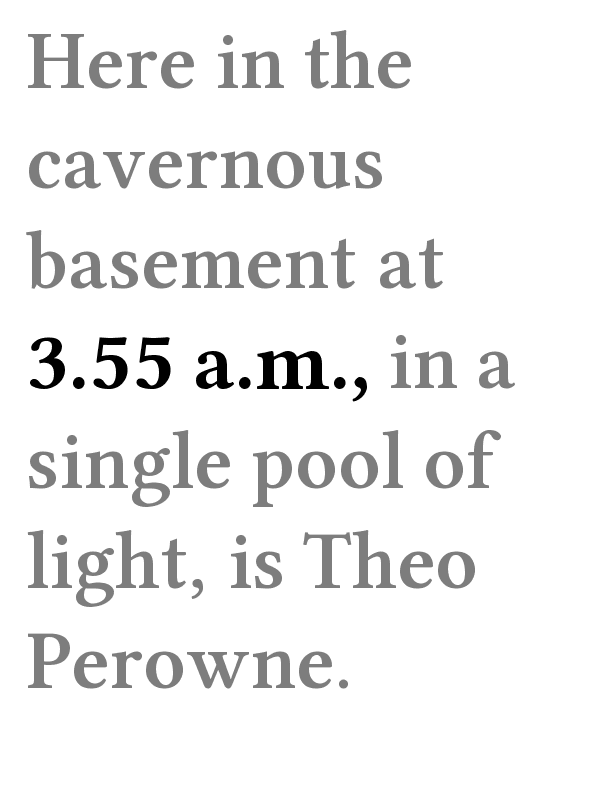 Here in the
cavernous
basement at
3.55 a.m., in a
single pool of
light, is Theo
Perowne.